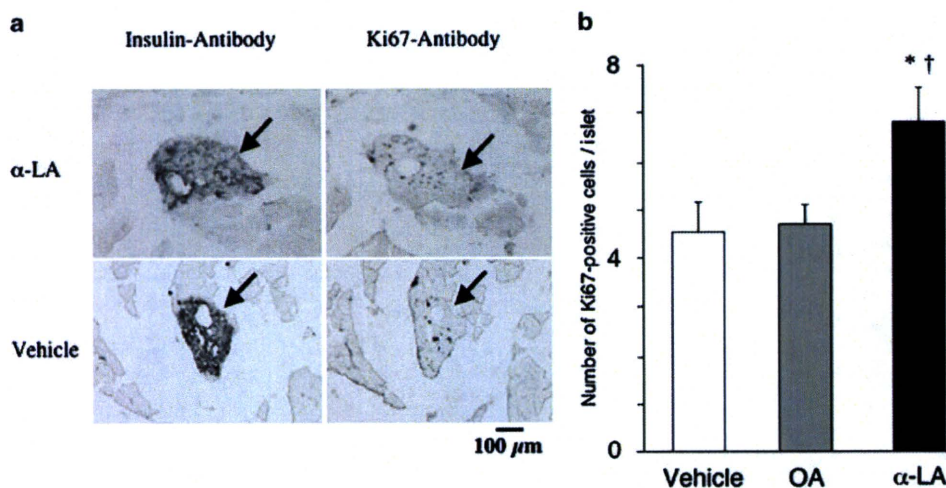 a
Insulin-Antibody Ki67-Antibody
α-LA
Vehicle
100 µm
b
Number of Ki67-positive cells / islet
8
4
0
* †
Vehicle OA α-LA